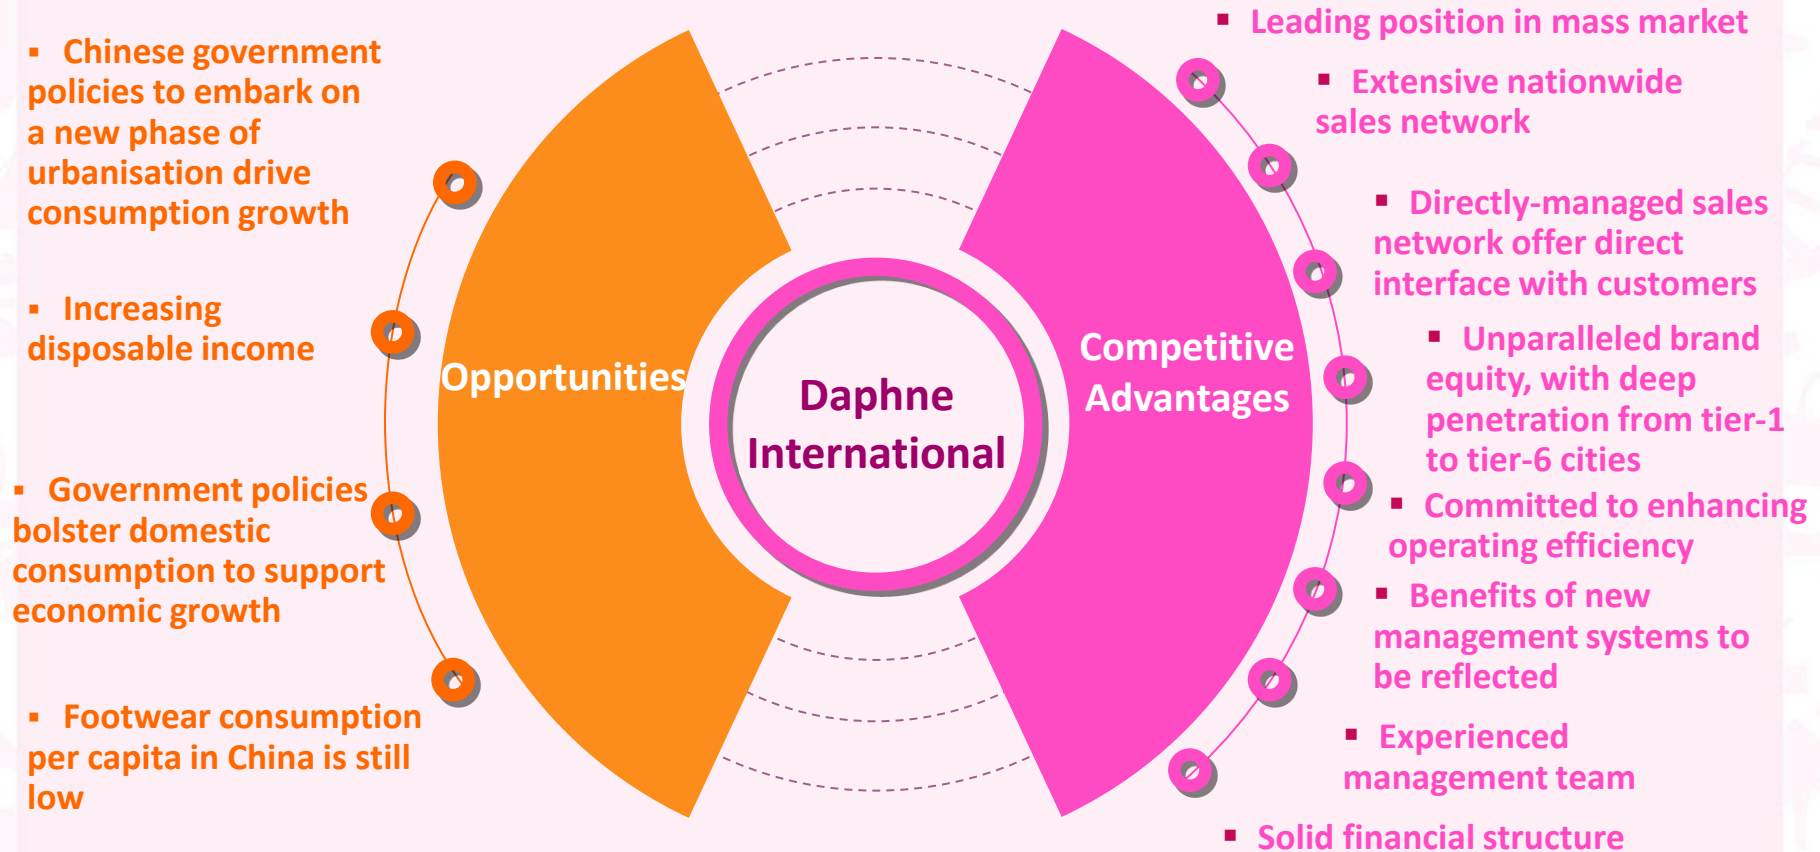 ▪ Chinese government
policies to embark on
a new phase of
urbanisation drive
consumption growth
▪ Increasing
disposable income
▪ Government policies
bolster domestic
consumption to support
economic growth
▪ Footwear consumption
per capita in China is still
low
Opportunities
Daphne
International
Competitive
Advantages
▪ Leading position in mass market
▪ Extensive nationwide
sales network
▪ Directly-managed sales
network offer direct
interface with customers
▪ Unparalleled brand
equity, with deep
penetration from tier-1
to tier-6 cities
▪ Committed to enhancing
operating efficiency
▪ Benefits of new
management systems to
be reflected
▪ Experienced
management team
▪ Solid financial structure